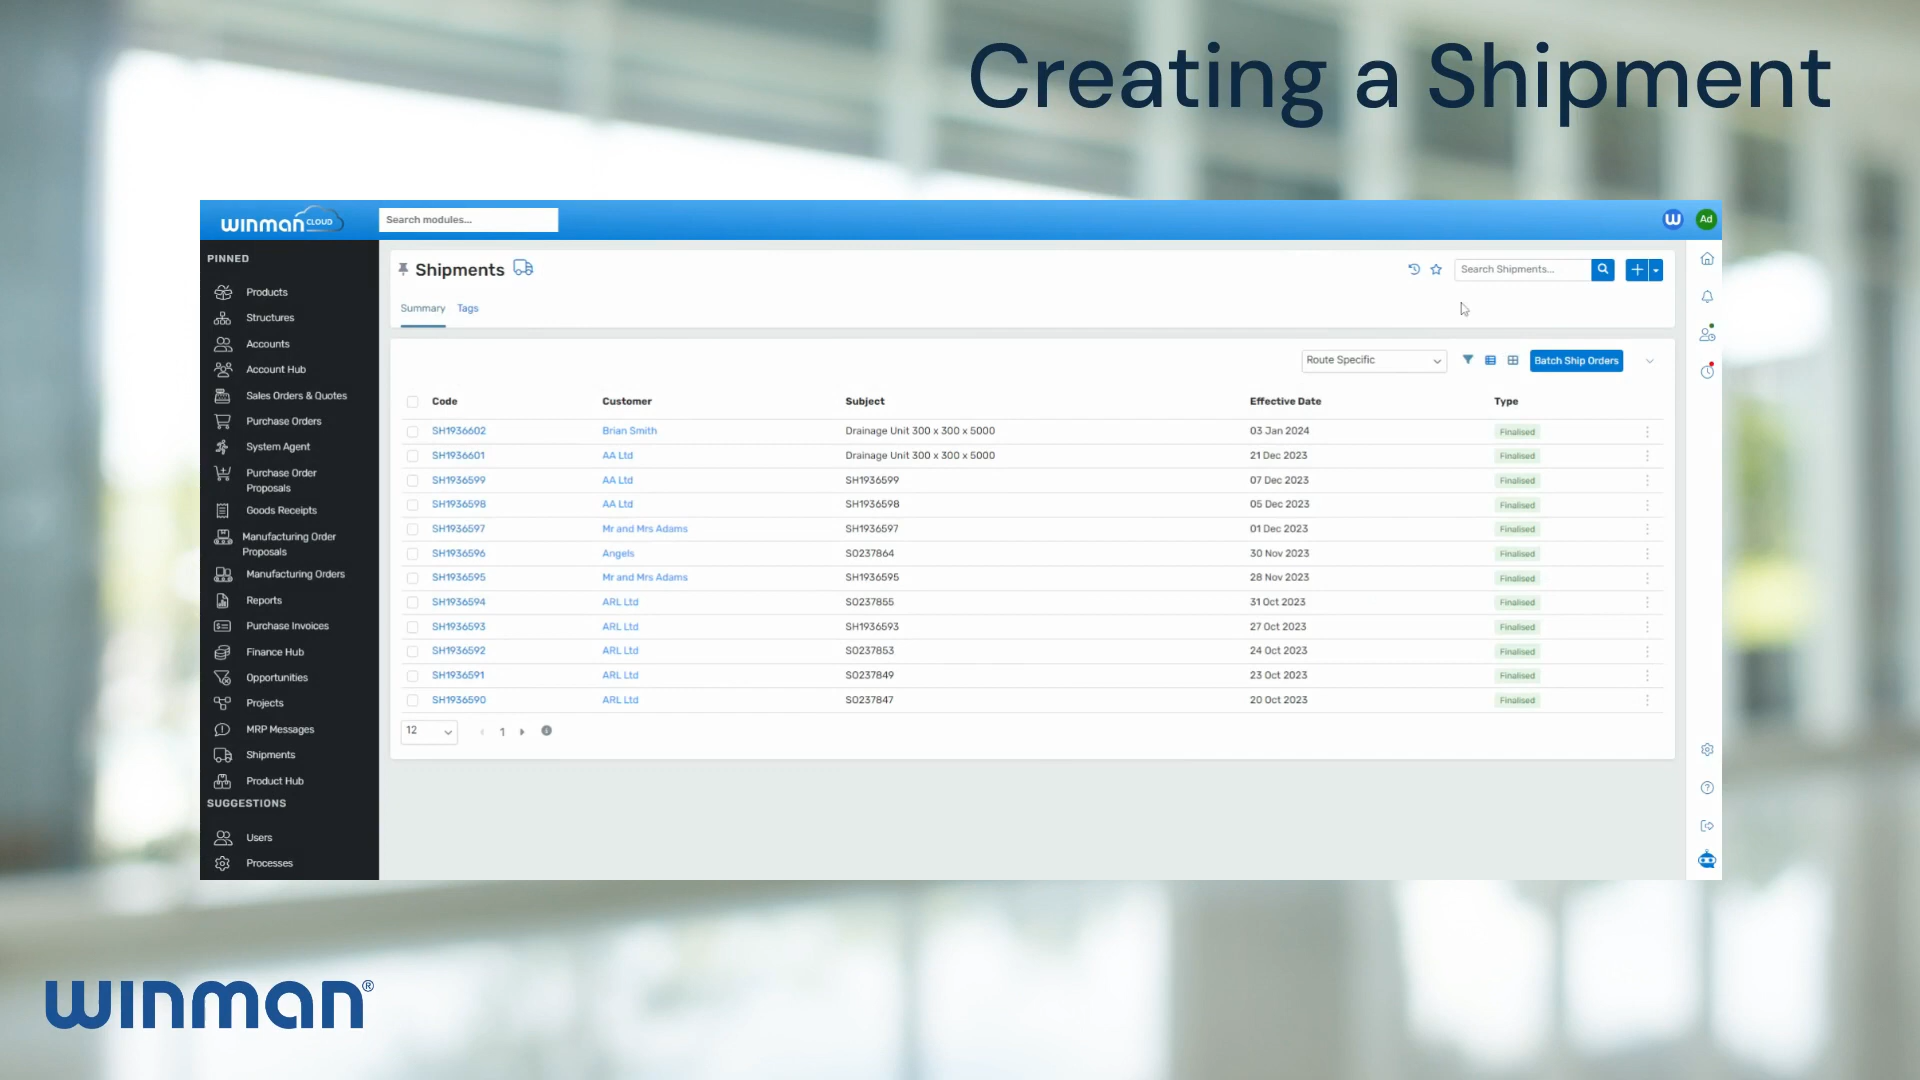 Creating a Shipment
winman CLOUD
Search modules...
Ad
PINNED
Products
Structures
Accounts
Account Hub
Sales Orders & Quotes
Purchase Orders
System Agent
Purchase Order
Proposals
Goods Receipts
Manufacturing Order
Proposals
Manufacturing Orders
Reports
Purchase Invoices
Finance Hub
Opportunities
Projects
MRP Messages
Shipments
Product Hub
SUGGESTIONS
Users
Processes
Shipments
Search Shipments...
Summary Tags
Route Specific
Batch Ship Orders
Code Customer Subject Effective Date Type
SH1936602 Brian Smith Drainage Unit 300 x 300 x 5000 03 Jan 2024 Finalised
SH1936601 AA Ltd Drainage Unit 300 x 300 x 5000 21 Dec 2023 Finalised
SH1936599 AA Ltd SH1936599 07 Dec 2023 Finalised
SH1936598 AA Ltd SH1936598 05 Dec 2023 Finalised
SH1936597 Mr and Mrs Adams SH1936597 01 Dec 2023 Finalised
SH1936596 Angels SO237864 30 Nov 2023 Finalised
SH1936595 Mr and Mrs Adams SH1936595 28 Nov 2023 Finalised
SH1936594 ARL Ltd SO237855 31 Oct 2023 Finalised
SH1936593 ARL Ltd SH1936593 27 Oct 2023 Finalised
SH1936592 ARL Ltd SO237853 24 Oct 2023 Finalised
SH1936591 ARL Ltd SO237849 23 Oct 2023 Finalised
SH1936590 ARL Ltd SO237847 20 Oct 2023 Finalised
12 1
winman®